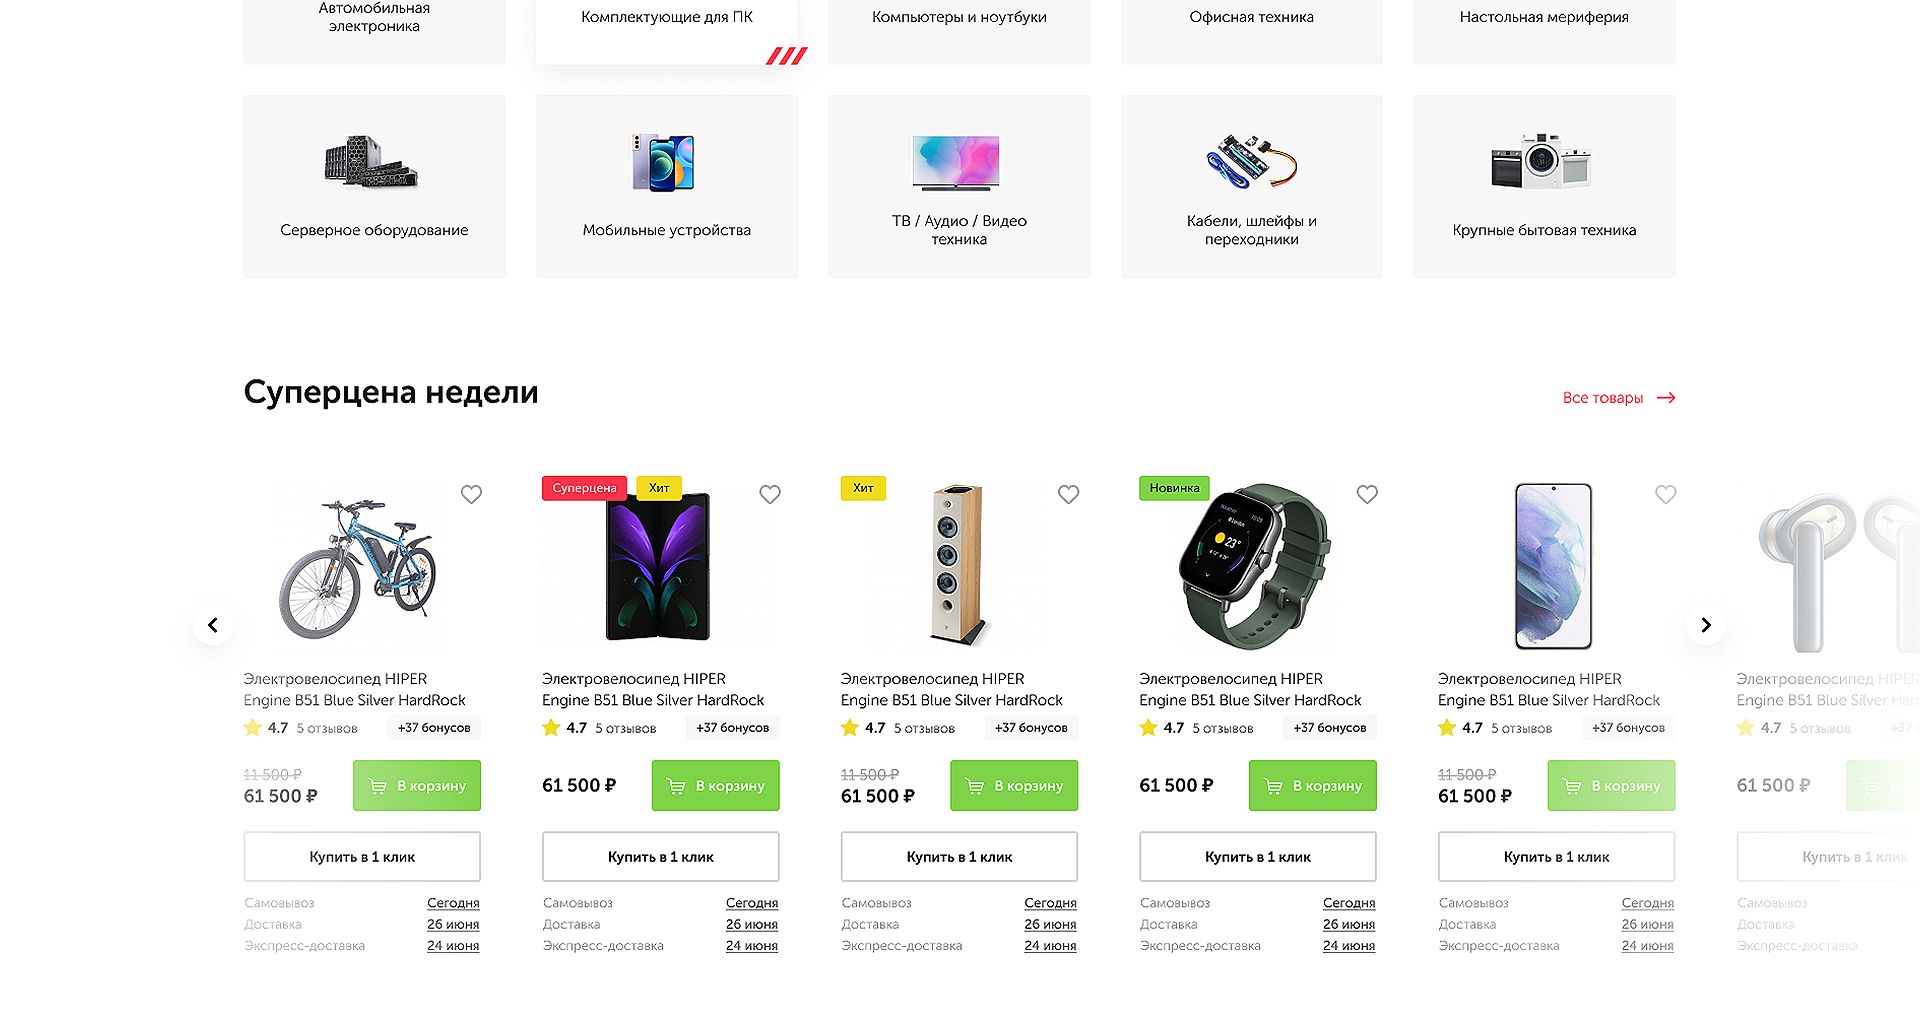 Автомобильная
электроника
Комплектующие для ПК
Компьютеры и ноутбуки
Офисная техника
Настольная мериферия
Серверное оборудование
Мобильные устройства
ТВ / Аудио / Видео
техника
Кабели, шлейфы и
переходники
Крупные бытовая техника
Суперцена недели
Все товары
Электровелосипед HIPER
Engine B51 Blue Silver HardRock
4.7 5 отзывов +37 бонусов
11 500 ₽
61 500 ₽
В корзину
Купить в 1 клик
Самовывоз Сегодня
Доставка 26 июня
Экспресс-доставка 24 июня
Суперцена Хит
Электровелосипед HIPER
Engine B51 Blue Silver HardRock
4.7 5 отзывов +37 бонусов
61 500 ₽
В корзину
Купить в 1 клик
Самовывоз Сегодня
Доставка 26 июня
Экспресс-доставка 24 июня
Хит
Электровелосипед HIPER
Engine B51 Blue Silver HardRock
4.7 5 отзывов +37 бонусов
11 500 ₽
61 500 ₽
В корзину
Купить в 1 клик
Самовывоз Сегодня
Доставка 26 июня
Экспресс-доставка 24 июня
Новинка
23°
Электровелосипед HIPER
Engine B51 Blue Silver HardRock
4.7 5 отзывов +37 бонусов
61 500 ₽
В корзину
Купить в 1 клик
Самовывоз Сегодня
Доставка 26 июня
Экспресс-доставка 24 июня
Электровелосипед HIPER
Engine B51 Blue Silver HardRock
4.7 5 отзывов +37 бонусов
11 500 ₽
61 500 ₽
В корзину
Купить в 1 клик
Самовывоз Сегодня
Доставка 26 июня
Экспресс-доставка 24 июня
Электровелосипед HIPER
Engine B51 Blue Silver
4.7 5 отзывов
61 500 ₽
Купить в 1 клик
Самовывоз
Доставка
Экспресс-доставка